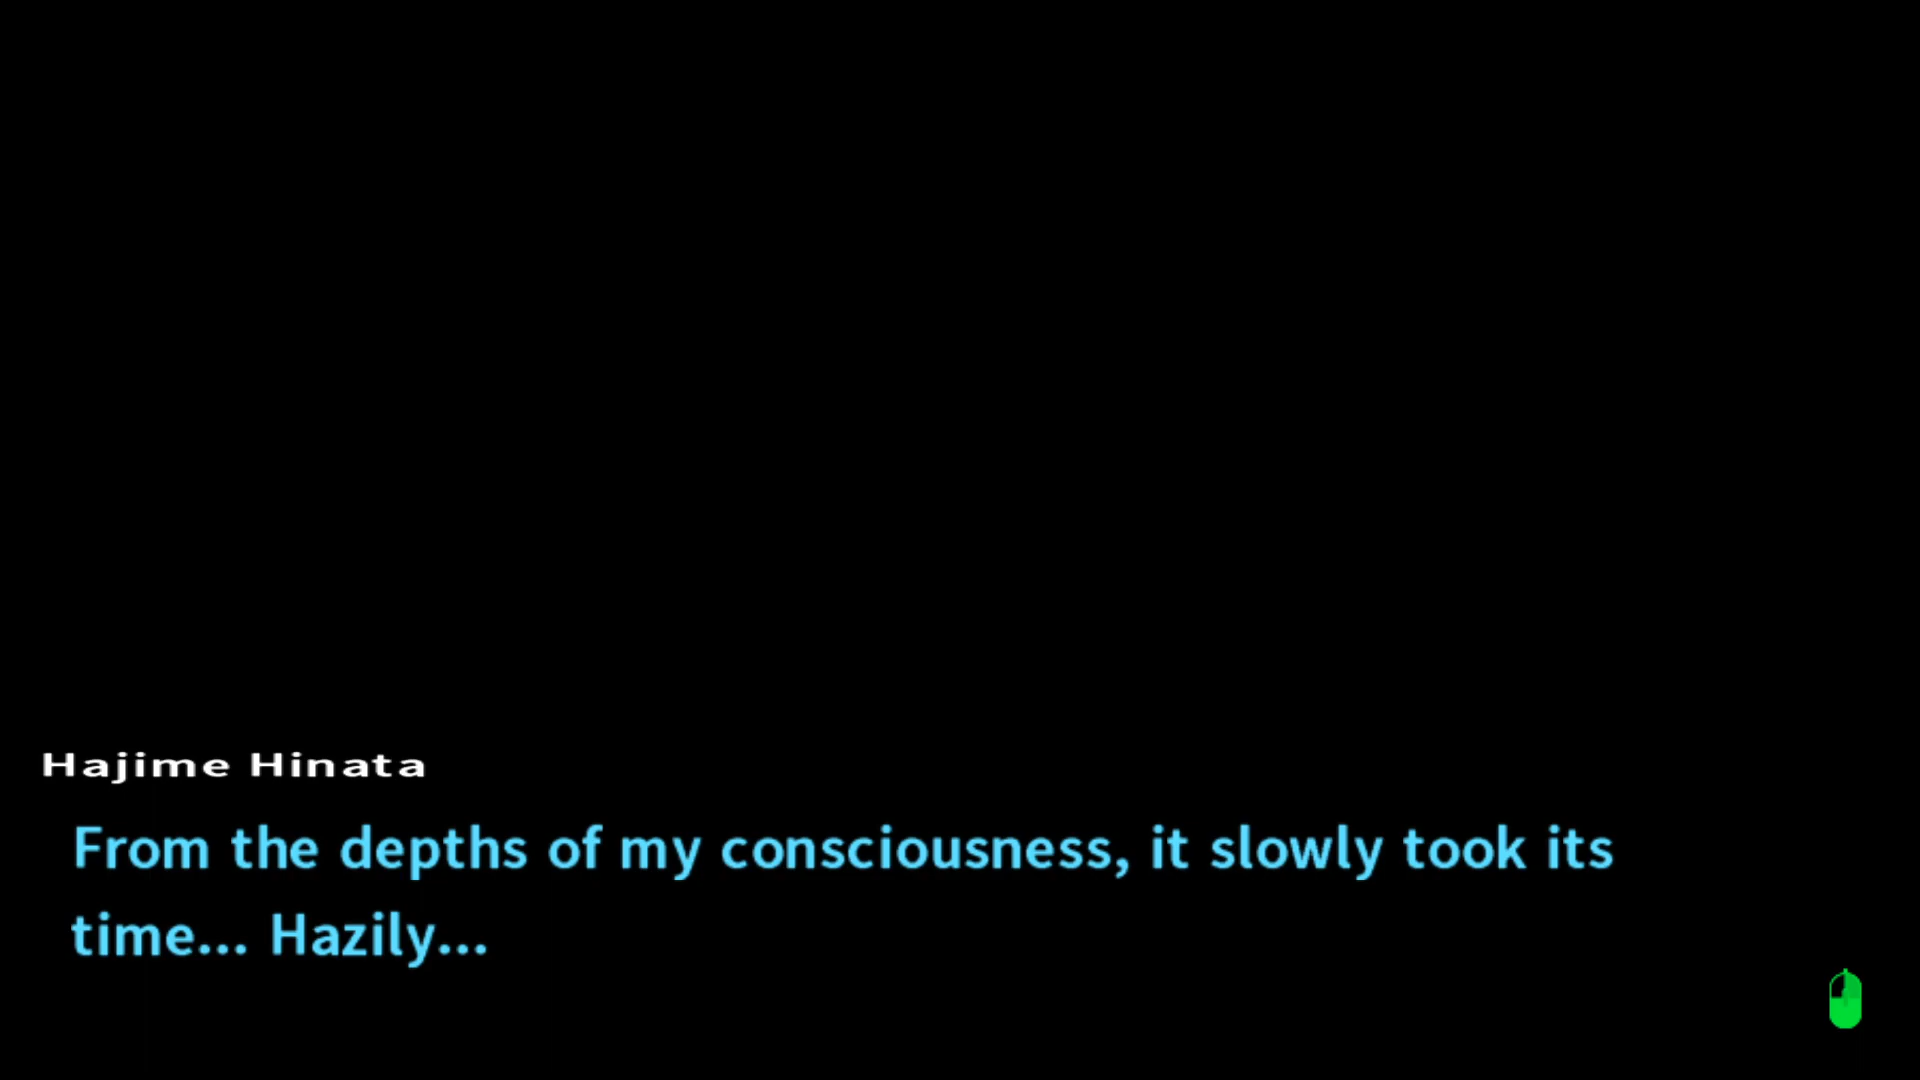 Hajime Hinata
From the depths of my consciousness, it slowly took its
time... Hazily...